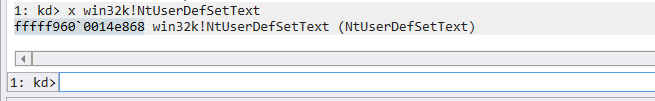 1: kd> x win32k!NtUserDefSetText
fffff960`0014e868 win32k!NtUserDefSetText (NtUserDefSetText)
1: kd>